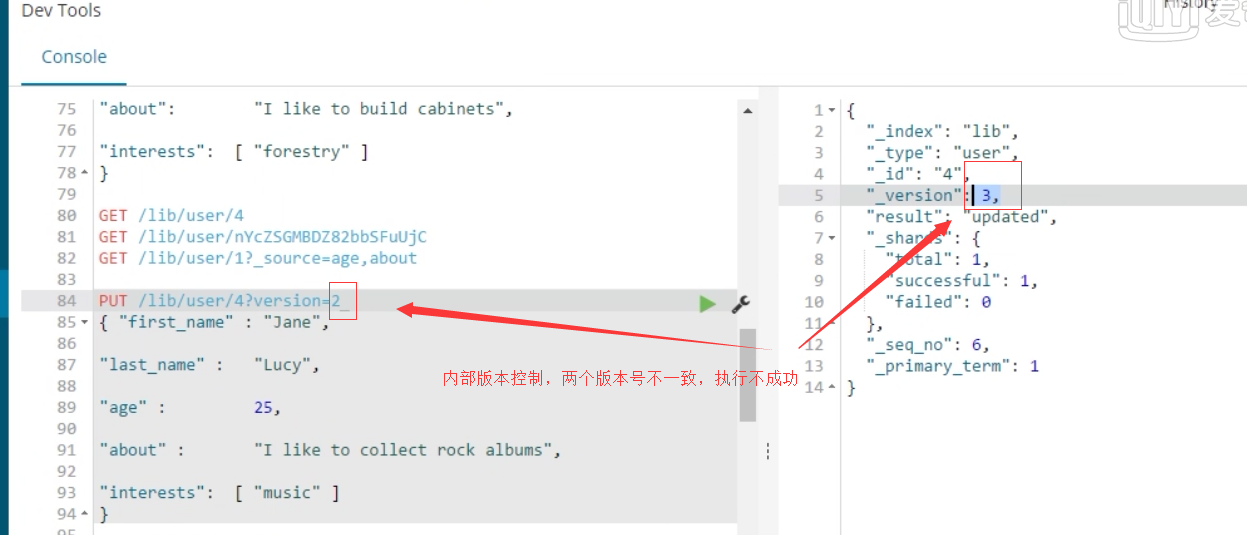 Dev Tools
History
iQIYI 爱奇
Console
75 "about": "I like to build cabinets",
76
77 "interests": [ "forestry" ]
78 }
79
80 GET /lib/user/4
81 GET /lib/user/nYcZSGMBDZ82bbSFuUjC
82 GET /lib/user/1?_source=age,about
83
84 PUT /lib/user/4?version=2_
85 { "first_name" : "Jane",
86
87 "last_name" : "Lucy",
88
89 "age" : 25,
90
91 "about" : "I like to collect rock albums",
92
93 "interests": [ "music" ]
94 }
95
1 {
2 "_index": "lib",
3 "_type": "user",
4 "_id": "4",
5 "_version": 3,
6 "result": "updated",
7 "_shards": {
8 "total": 1,
9 "successful": 1,
10 "failed": 0
11 },
12 "_seq_no": 6,
13 "_primary_term": 1
14 }
内部版本控制，两个版本号不一致，执行不成功